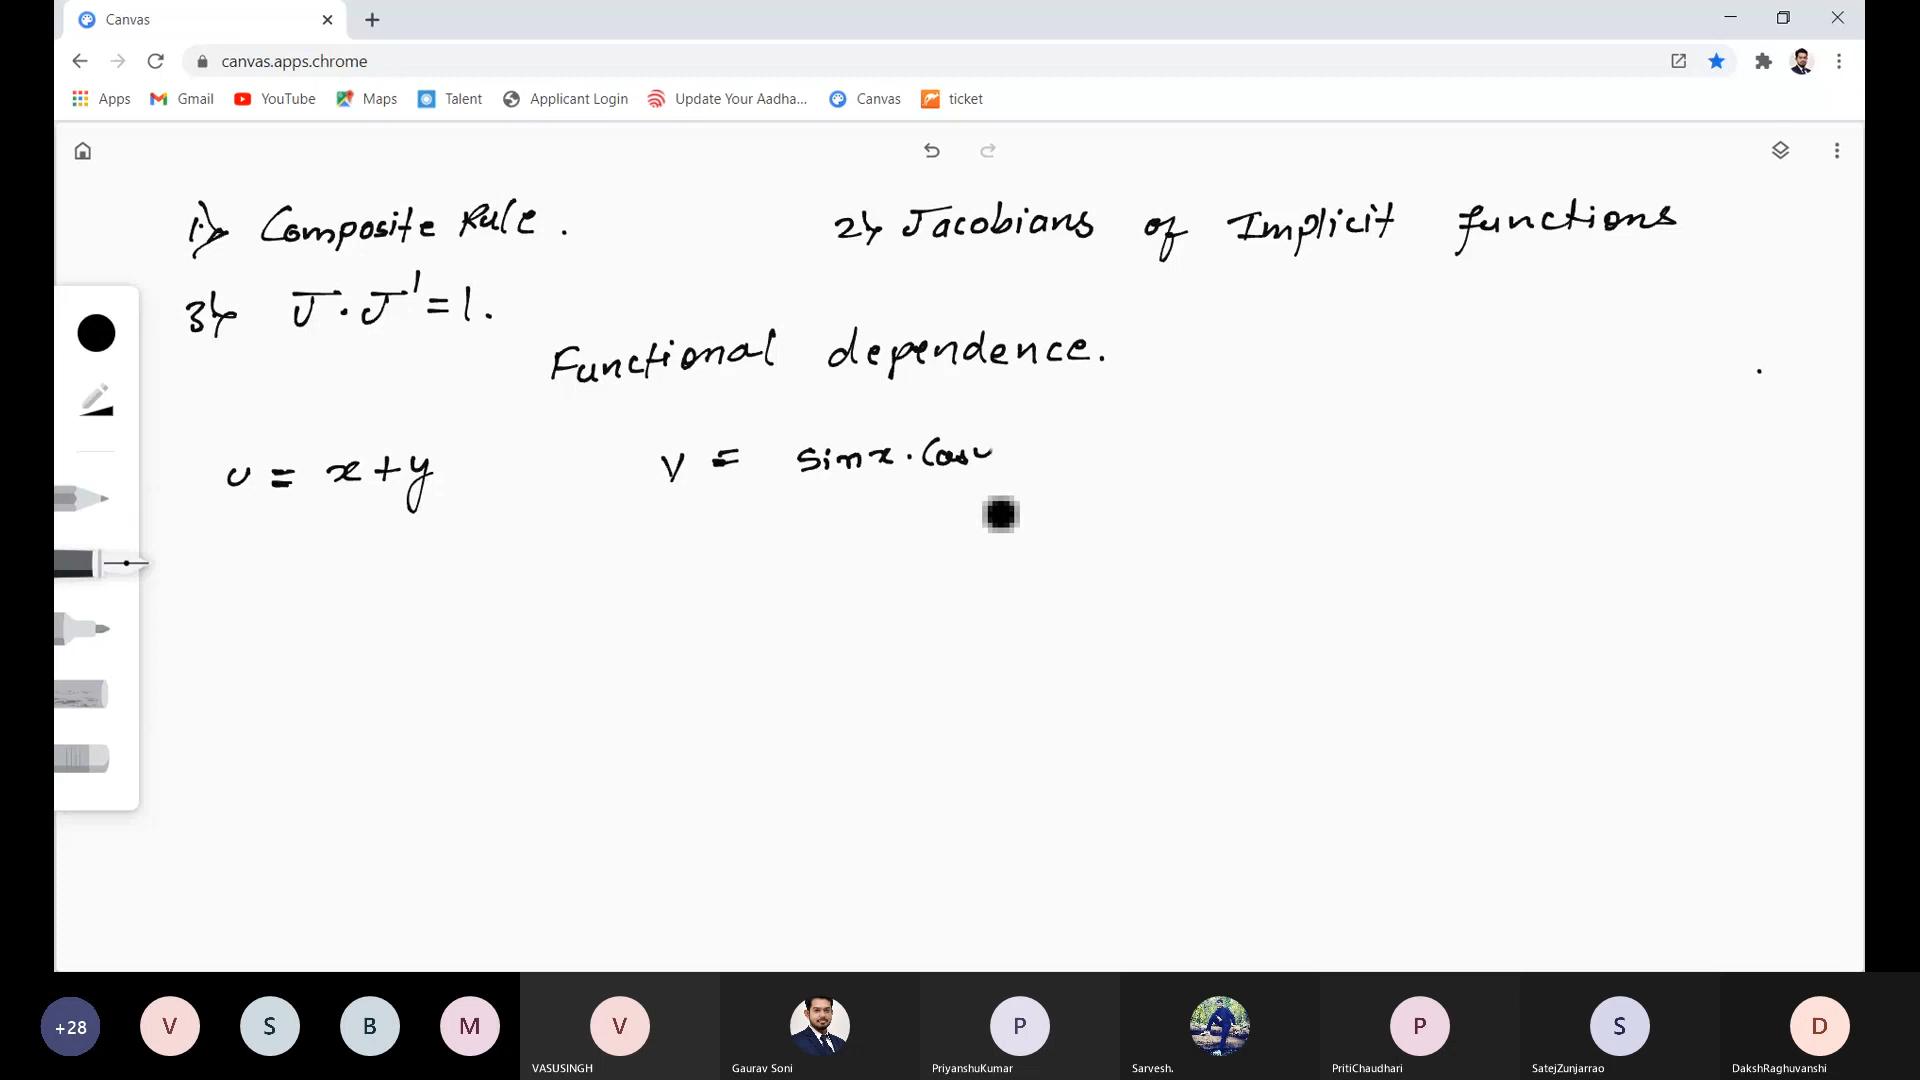 Canvas
canvas.apps.chrome
Apps Gmail YouTube Maps Talent Applicant Login Update Your Aadha... Canvas ticket
1) Composite Rule. 2) Jacobians of Implicit functions
3) J . J' = 1.
Functional dependence.
u = x + y v = sin x . Cos
+28 V S B M V P P S D
VASUSINGH Gaurav Soni PriyanshuKumar Sarvesh. PritiChaudhari SatejZunjarrao DakshRaghuvanshi